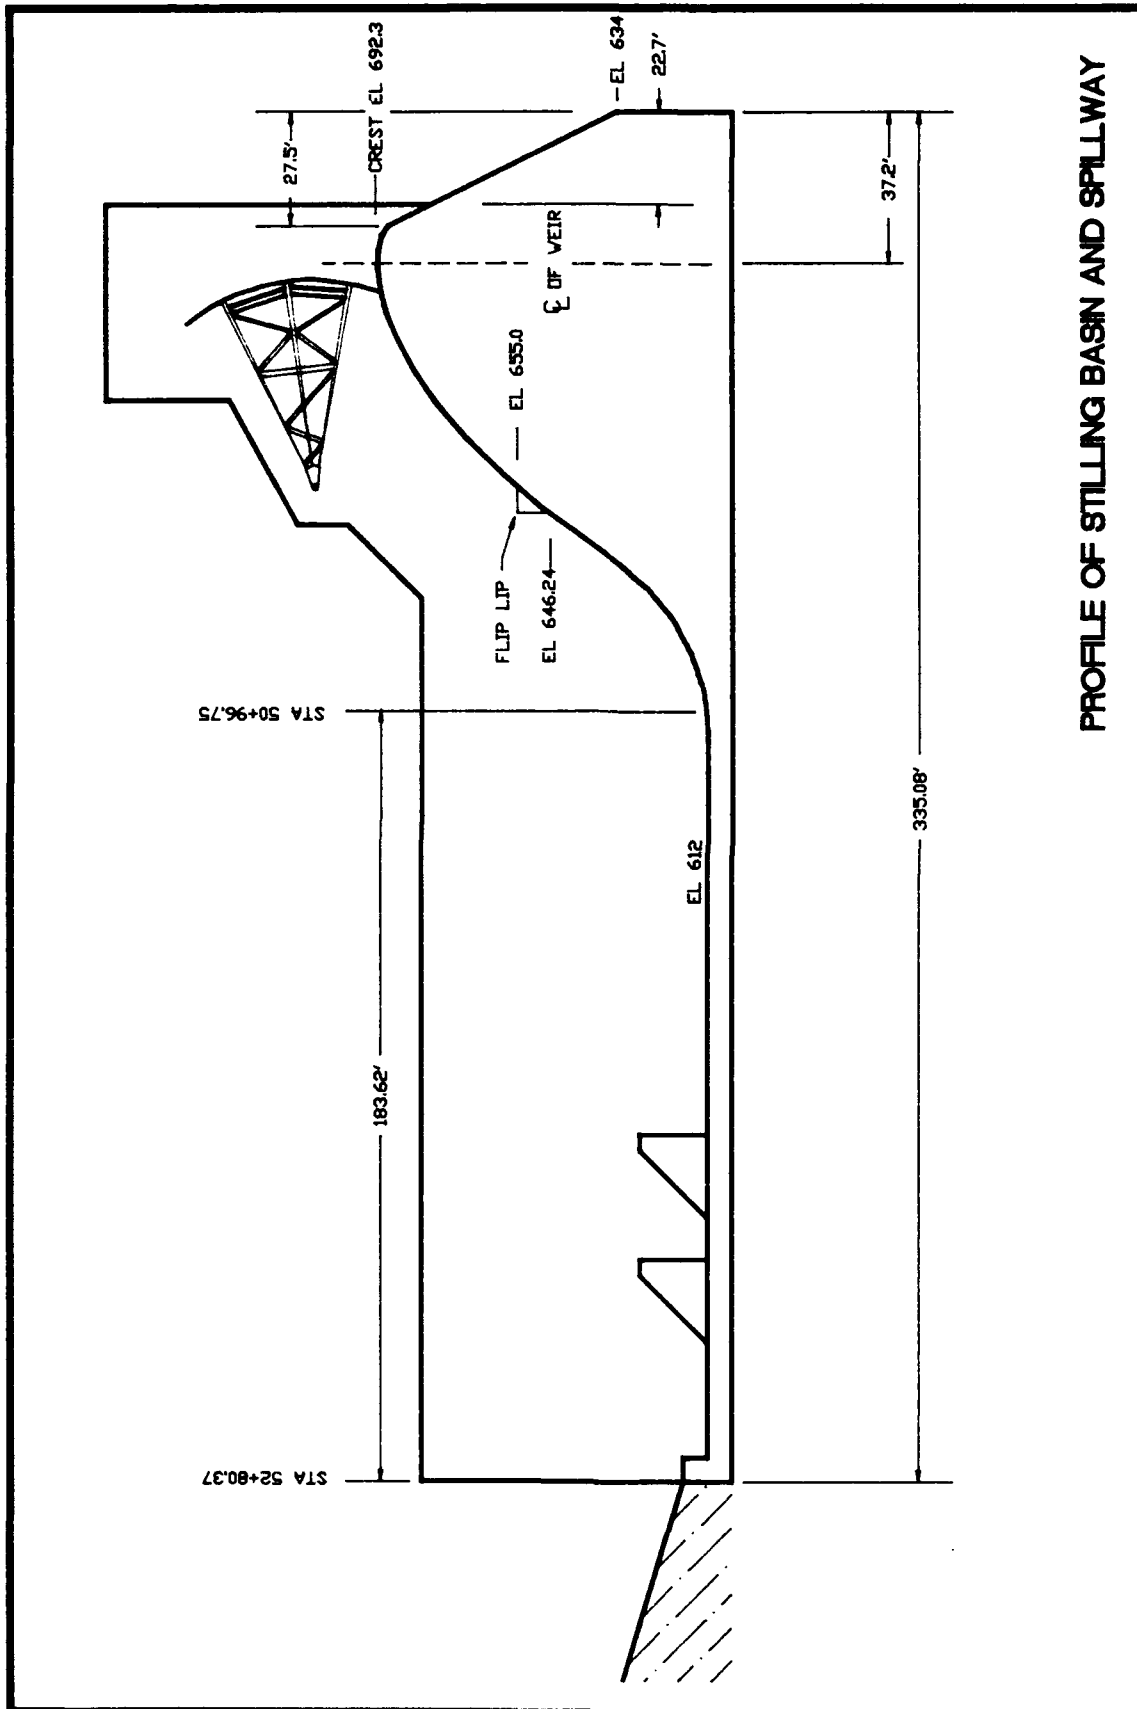 27.5'
CREST EL 692.3
EL 634
22.7'
37.2'
℄ OF WEIR
EL 655.0
FLIP LIP
EL 646.24
STA 50+96.75
183.62'
EL 612
335.08'
STA 52+80.37
PROFILE OF STILLING BASIN AND SPILLWAY